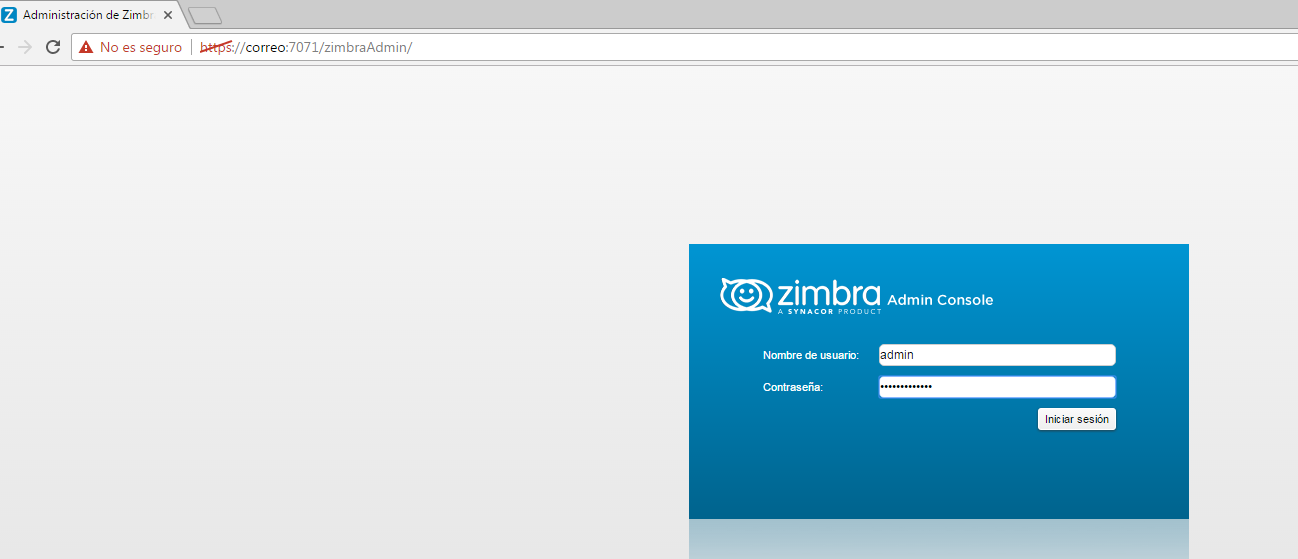 Administración de Zimbr
No es seguro | https://correo:7071/zimbraAdmin/
zimbra Admin Console
A SYNACOR PRODUCT
Nombre de usuario: admin
Contraseña: •••••••••••••
Iniciar sesión